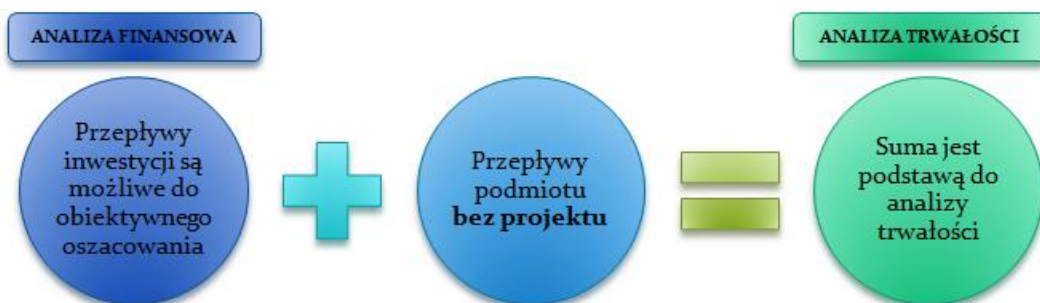 ANALIZA FINANSOWA
Przepływy
inwestycji są
możliwe do
obiektywnego
oszacowania
Przepływy
podmiotu
bez projektu
ANALIZA TRWAŁOŚCI
Suma jest
podstawą do
analizy
trwałości